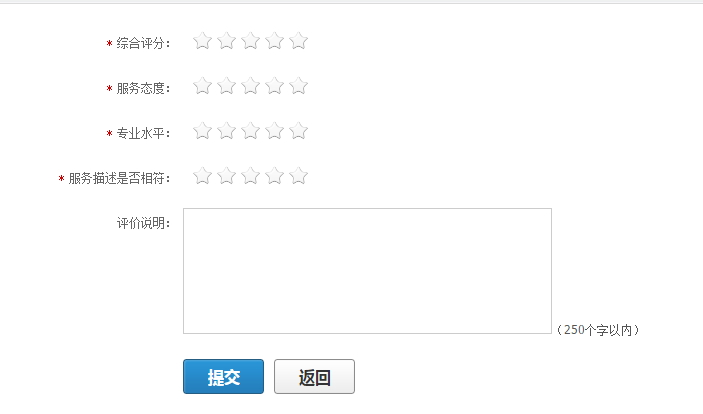 * 综合评分：
* 服务态度：
* 专业水平：
* 服务描述是否相符：
评价说明：
（250个字以内）
提交 返回